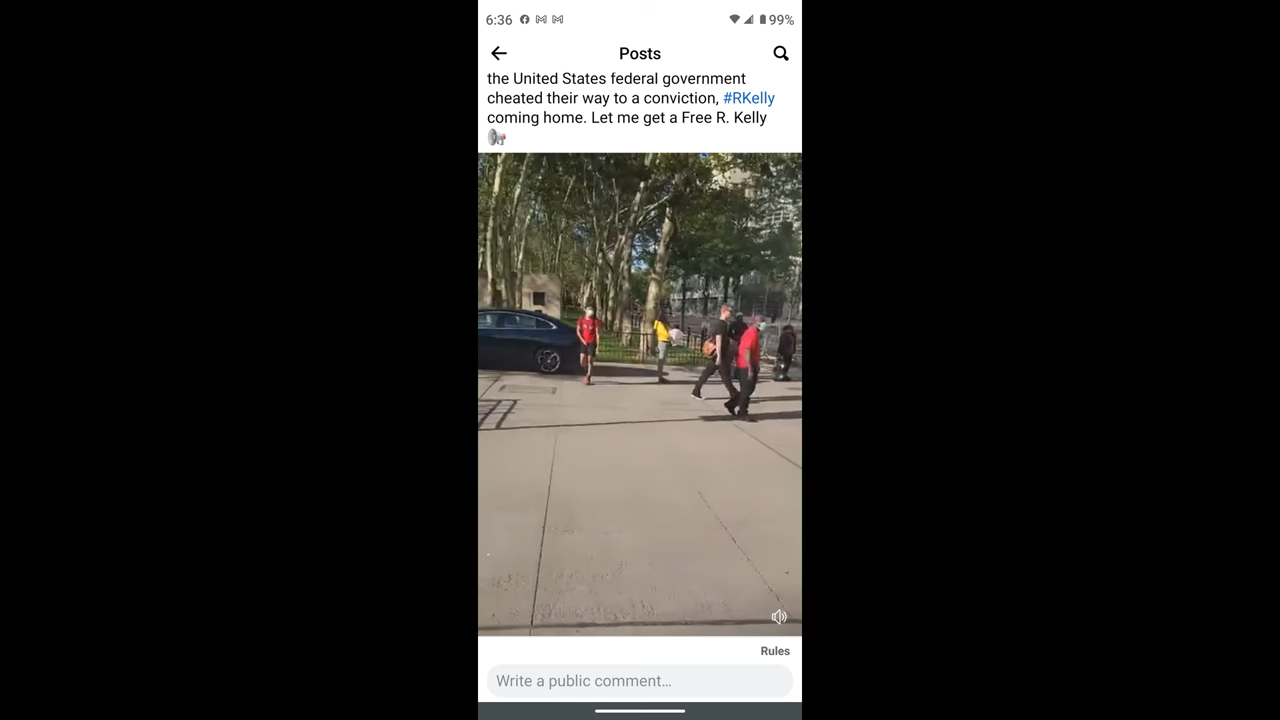 6:36
99%
Posts
the United States federal government
cheated their way to a conviction, #RKelly
coming home. Let me get a Free R. Kelly
Rules
Write a public comment...